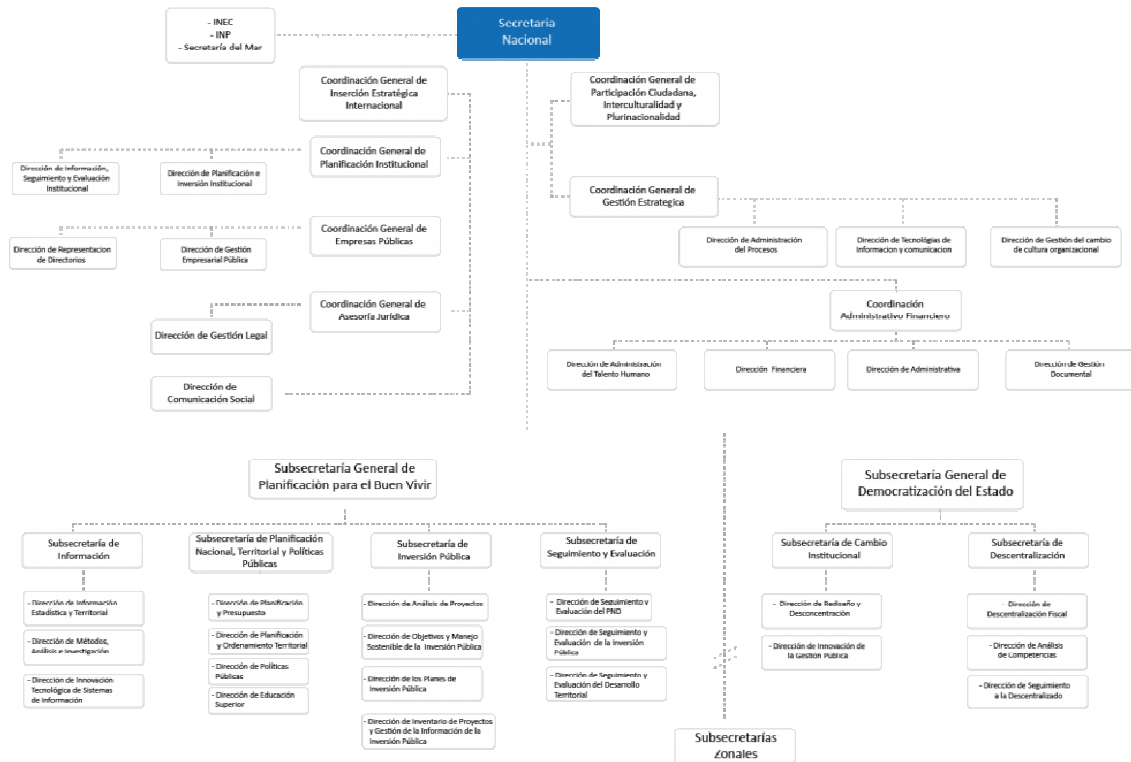 - INEC
- INP
- Secretaría del Mar
Secretaria
Nacional
Coordinación General de
Inserción Estratégica
Internacional
Coordinación General de
Participación Ciudadana,
Interculturalidad y
Plurinacionalidad
Coordinación General de
Planificación Institucional
Dirección de Información,
Seguimiento y Evaluación
Institucional
Dirección de Planificación e
Inversión Institucional
Coordinación General de
Gestión Estrategica
Coordinación General de
Empresas Públicas
Dirección de Representacion
de Directorios
Dirección de Gestión
Empresarial Pública
Dirección de Administración
del Procesos
Dirección de Tecnológias de
Informacion y comunicacion
Dirección de Gestión del cambio
de cultura organizacional
Coordinación General de
Asesoría Jurídica
Dirección de Gestión Legal
Coordinación
Administrativo Financiero
Dirección de
Comunicación Social
Dirección de Administración
del Talento Humano
Dirección Financiera
Dirección de Administrativa
Dirección de Gestión
Documental
Subsecretaría General de
Planificaciòn para el Buen Vivir
Subsecretaría General de
Democratización del Estado
Subsecretaría de
Información
Subsecretaría de Planificación
Nacional, Territorial y Políticas
Públicas
Subsecretaría de
Inversión Pública
Subsecretaría de
Seguimiento y Evaluación
Subsecretaría de Cambio
Institucional
Subsecretaría de
Descentralización
- Dirección de Información
Estadística y Territorial
- Dirección de Métodos,
Análisis e Investigación
- Dirección de Innovación
Tecnológica de Sistemas
de Información
- Dirección de Planificación
y Presupuesto
- Dirección de Planificación
y Ordenamiento Territorial
- Dirección de Políticas
Púbicas
- Dirección de Educación
Superior
- Dirección de Análisis de Proyectos
- Dirección de Objetivos y Manejo
Sostenible de la Inversión Pública
- Dirección de los Planes de
Inversión Pública
- Dirección de Inventario de Proyectos
y Gestión de la Información de la
Inversión Pública
- Dirección de Seguimiento y
Evaluación del PND
- Dirección de Seguimiento y
Evaluación de la Inversión
Pública
- Dirección de Seguimiento y
Evaluación del Desarrollo
Territorial
- Dirección de Rediseño y
Desconcentración
- Dirección de Innovación de
la Gestión Pública
- Dirección de
Descentralización Fiscal
- Dirección de Análisis
de Competencias
- Dirección de Seguimiento
a la Descentralizado
Subsecretarías
Zonales